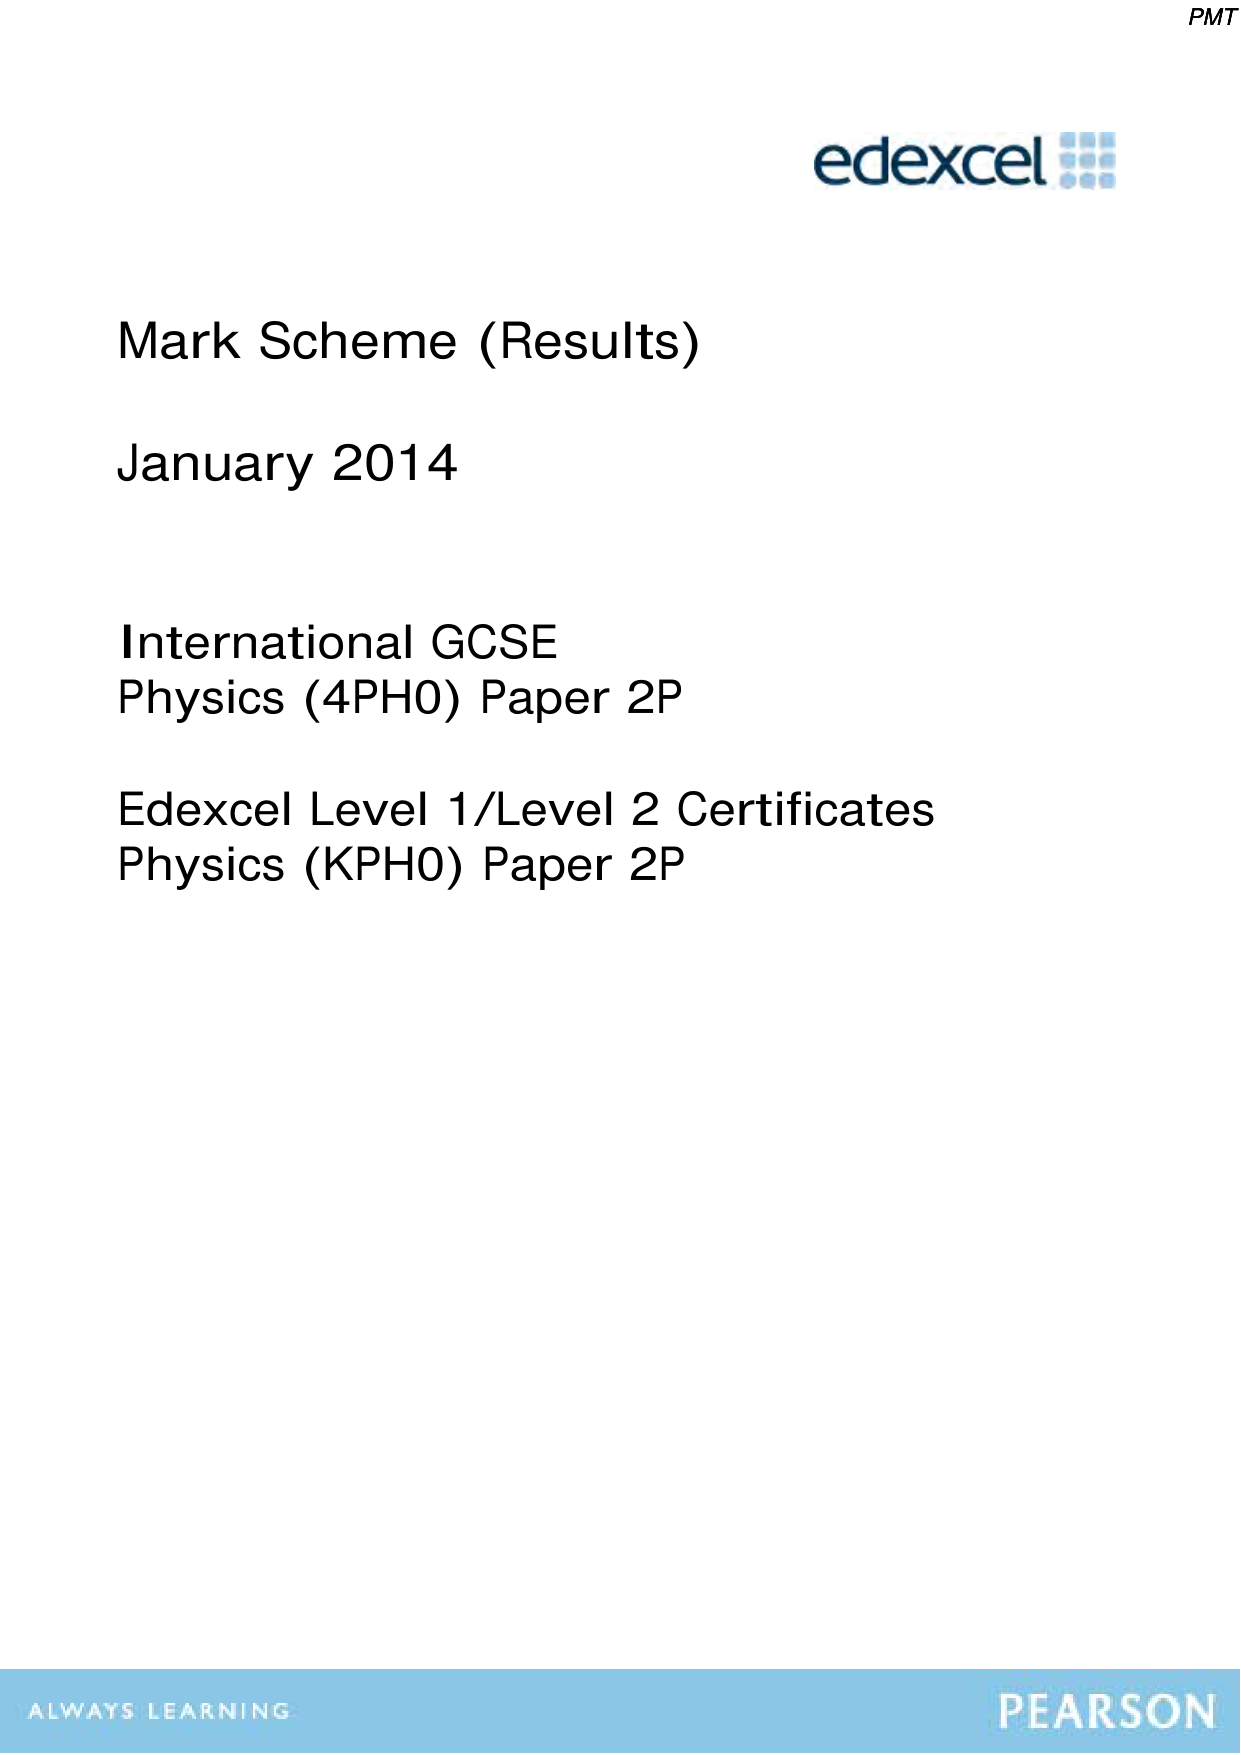 PMT
edexcel
Mark Scheme (Results)
January 2014
International GCSE
Physics (4PH0) Paper 2P
Edexcel Level 1/Level 2 Certificates
Physics (KPH0) Paper 2P
ALWAYS LEARNING
PEARSON